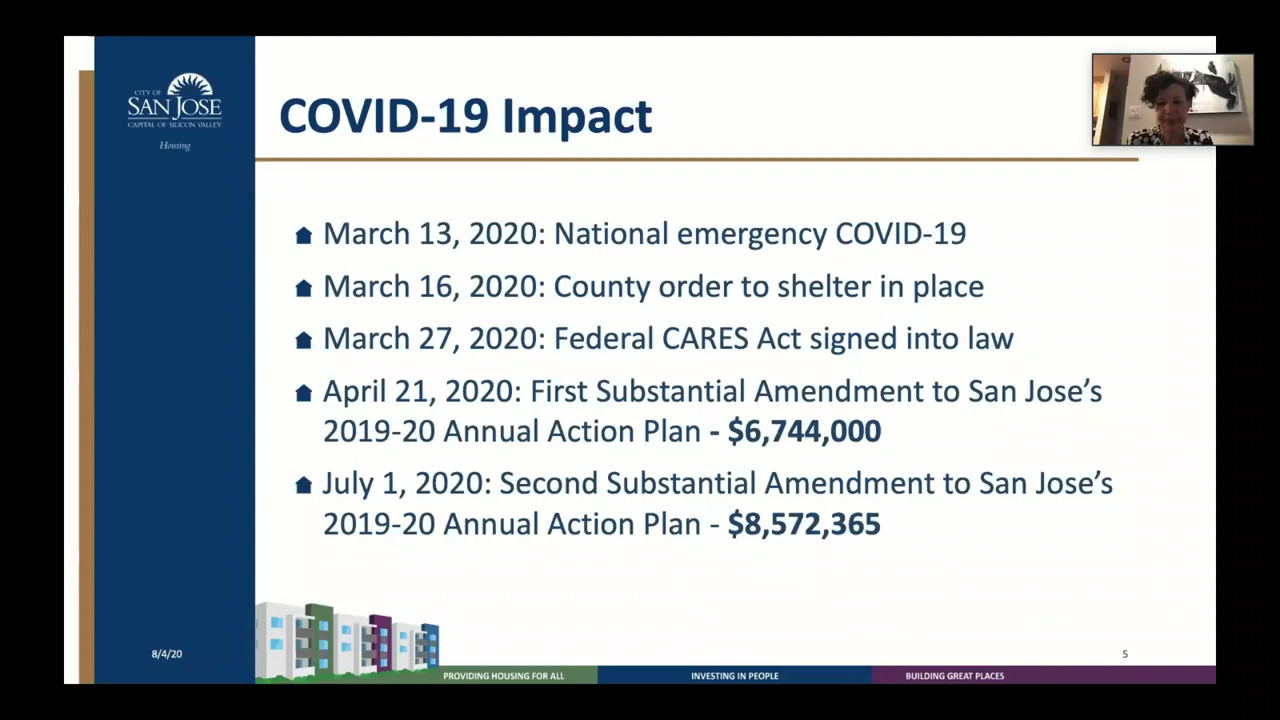 CITY OF
SAN JOSE
CAPITAL OF SILICON VALLEY
Housing
COVID-19 Impact
March 13, 2020: National emergency COVID-19
March 16, 2020: County order to shelter in place
March 27, 2020: Federal CARES Act signed into law
April 21, 2020: First Substantial Amendment to San Jose’s
2019-20 Annual Action Plan - $6,744,000
July 1, 2020: Second Substantial Amendment to San Jose’s
2019-20 Annual Action Plan - $8,572,365
8/4/20
5
PROVIDING HOUSING FOR ALL
INVESTING IN PEOPLE
BUILDING GREAT PLACES